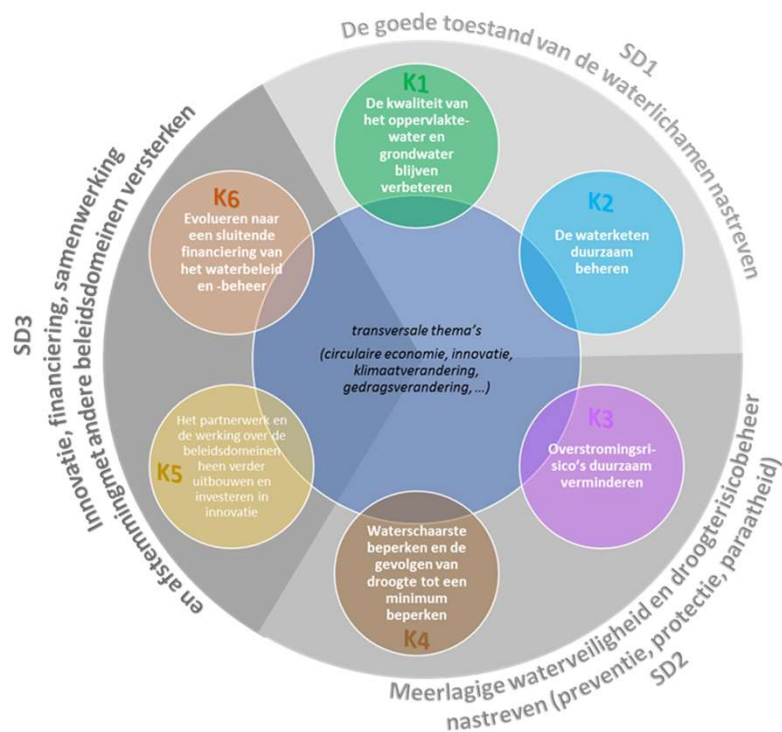 SD1
De goede toestand van de waterlichamen nastreven
K1
De kwaliteit van
het oppervlakte-
water en
grondwater
blijven
verbeteren
K2
De waterketen
duurzaam
beheren
K6
Evolueren naar
een sluitende
financiering van
het waterbeleid
en -beheer
transversale thema's
(circulaire economie, innovatie,
klimaatverandering,
gedragsverandering, ...)
SD3
Innovatie, financiering, samenwerking
en afstemmingmet andere beleidsdomeinen versterken
K5
Het partnerwerk en
de werking over de
beleidsdomeinen
heen verder
uitbouwen en
investeren in
innovatie
K3
Overstromingsri-
sico's duurzaam
verminderen
Waterschaarste
beperken en de
gevolgen van
droogte tot een
minimum
beperken
K4
Meerlagige waterveiligheid en droogterisicobeheer
nastreven (preventie, protectie, paraatheid)
SD2